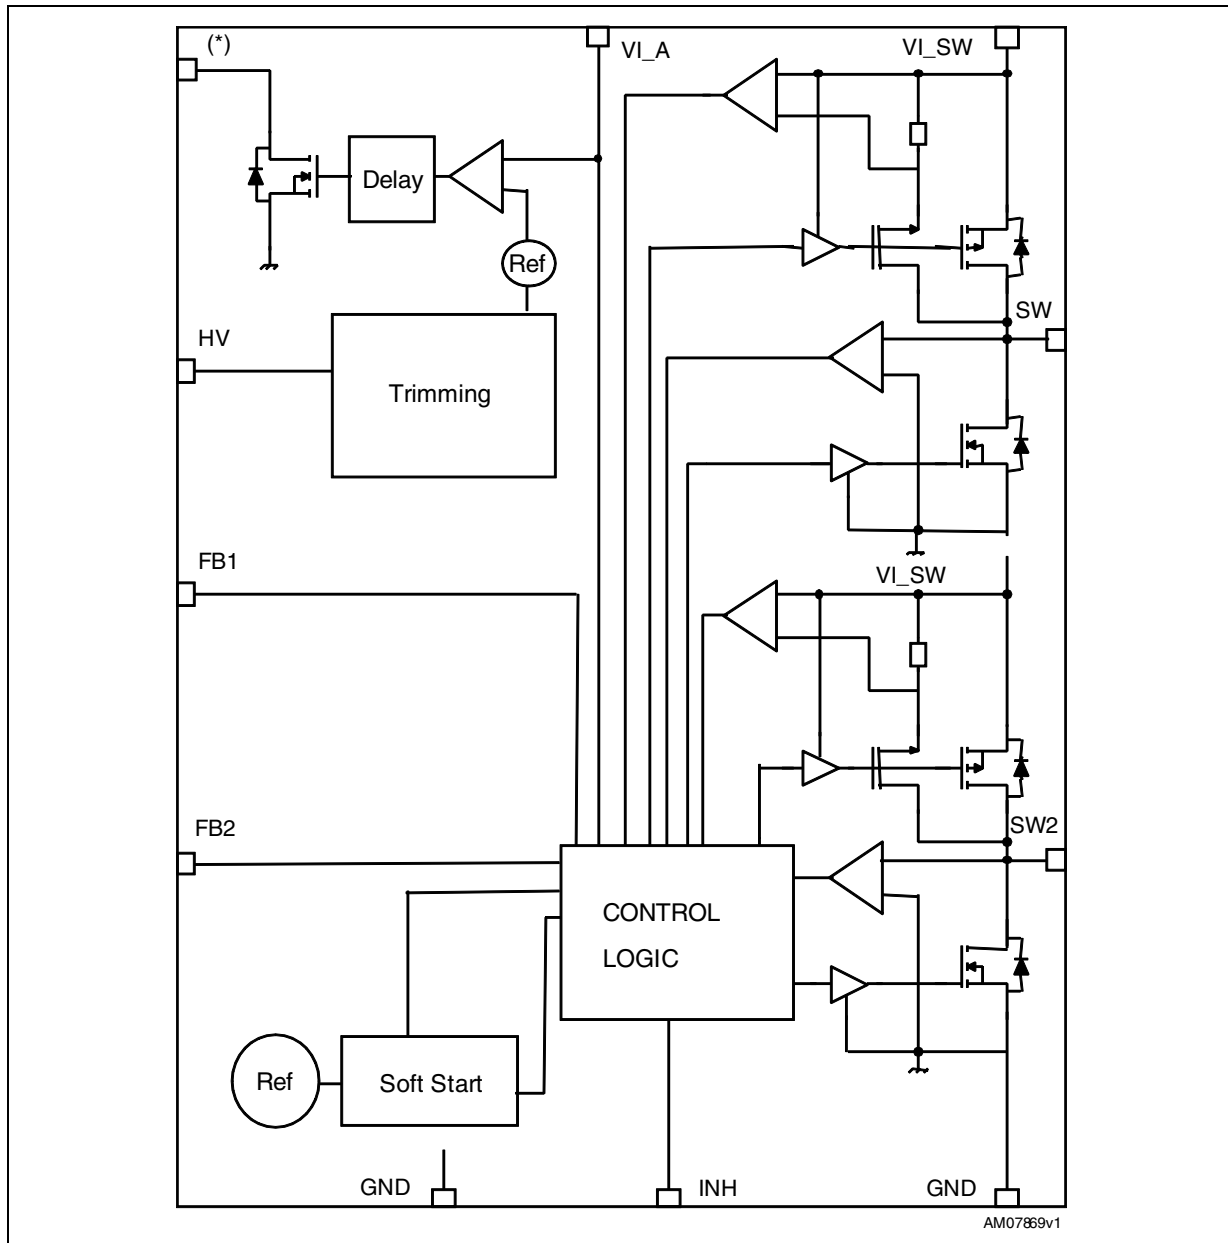 (*)
VI_A
VI_SW
Delay
Ref
SW
HV
Trimming
FB1
VI_SW
FB2
SW2
CONTROL
LOGIC
Ref
Soft Start
GND
INH
GND
AM07869v1